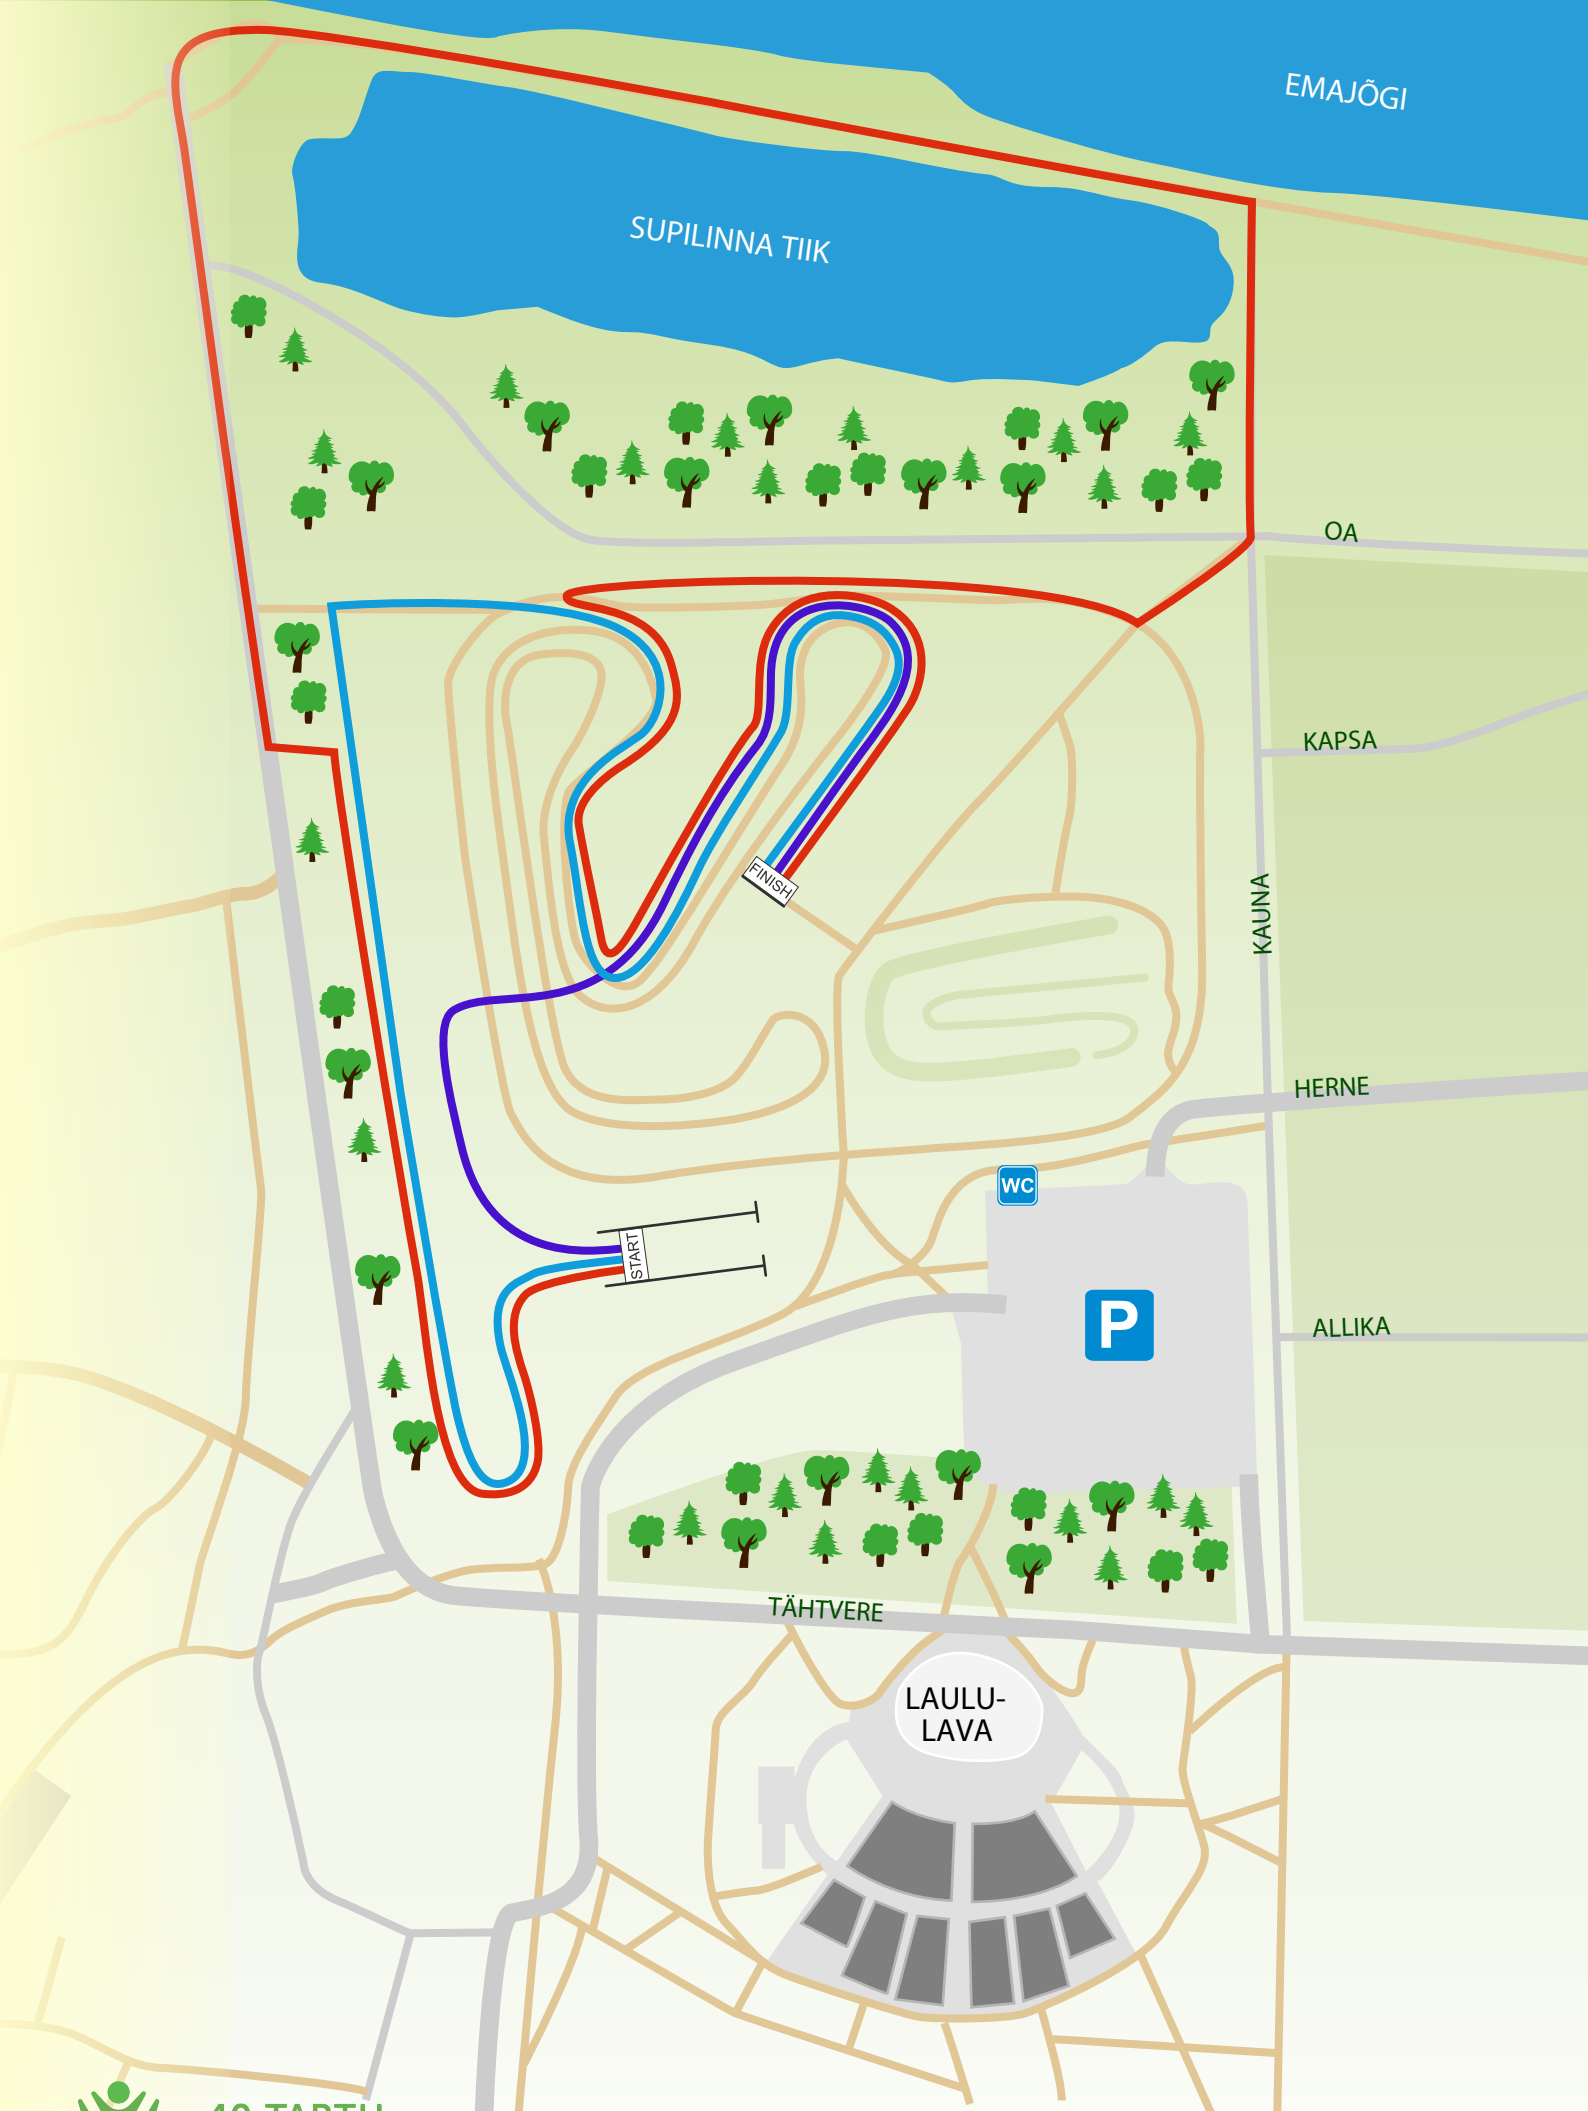 EMAJÕGI
SUPILINNA TIIK
OA
KAPSA
FINISH
KAUNA
HERNE
WC
START
P
ALLIKA
TÄHTVERE
LAULU-
LAVA